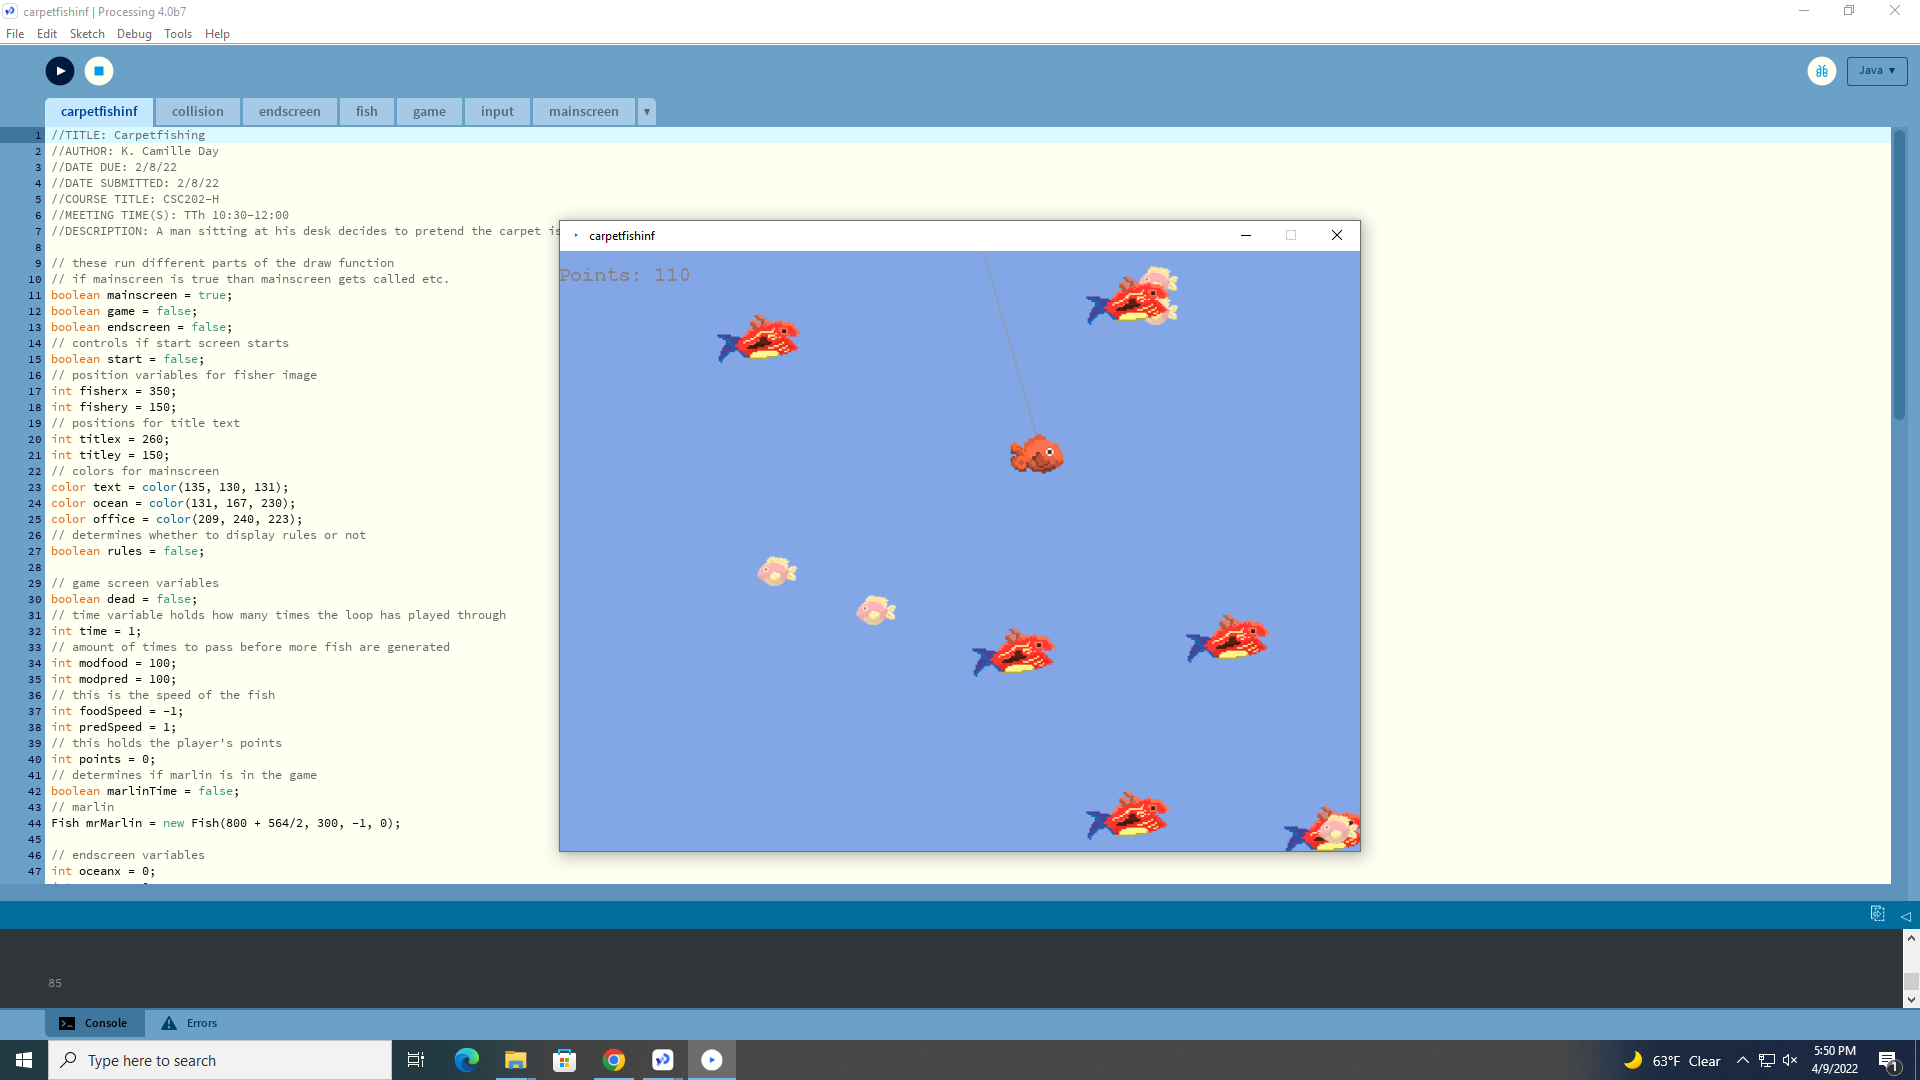 carpetfishinf | Processing 4.0b7
File Edit Sketch Debug Tools Help
Java ▾
carpetfishinf collision endscreen fish game input mainscreen ▾
1 //TITLE: Carpetfishing
2 //AUTHOR: K. Camille Day
3 //DATE DUE: 2/8/22
4 //DATE SUBMITTED: 2/8/22
5 //COURSE TITLE: CSC202-H
6 //MEETING TIME(S): TTh 10:30-12:00
7 //DESCRIPTION: A man sitting at his desk decides to pretend the carpet is
8
9 // these run different parts of the draw function
10 // if mainscreen is true than mainscreen gets called etc.
11 boolean mainscreen = true;
12 boolean game = false;
13 boolean endscreen = false;
14 // controls if start screen starts
15 boolean start = false;
16 // position variables for fisher image
17 int fisherx = 350;
18 int fishery = 150;
19 // positions for title text
20 int titlex = 260;
21 int titley = 150;
22 // colors for mainscreen
23 color text = color(135, 130, 131);
24 color ocean = color(131, 167, 230);
25 color office = color(209, 240, 223);
26 // determines whether to display rules or not
27 boolean rules = false;
28
29 // game screen variables
30 boolean dead = false;
31 // time variable holds how many times the loop has played through
32 int time = 1;
33 // amount of times to pass before more fish are generated
34 int modfood = 100;
35 int modpred = 100;
36 // this is the speed of the fish
37 int foodSpeed = -1;
38 int predSpeed = 1;
39 // this holds the player's points
40 int points = 0;
41 // determines if marlin is in the game
42 boolean marlinTime = false;
43 // marlin
44 Fish mrMarlin = new Fish(800 + 564/2, 300, -1, 0);
45
46 // endscreen variables
47 int oceanx = 0;
carpetfishinf
Points: 110
85
Console Errors
Type here to search
63°F Clear
5:50 PM
4/9/2022
1